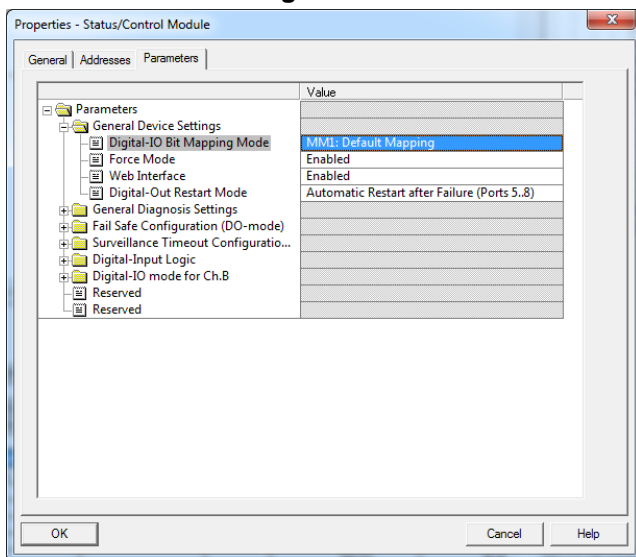 Properties - Status/Control Module
General Addresses Parameters
Value
Parameters
General Device Settings
Digital-IO Bit Mapping Mode MM1: Default Mapping
Force Mode Enabled
Web Interface Enabled
Digital-Out Restart Mode Automatic Restart after Failure (Ports 5..8)
General Diagnosis Settings
Fail Safe Configuration (DO-mode)
Surveillance Timeout Configuratio...
Digital-Input Logic
Digital-IO mode for Ch.B
Reserved
Reserved
OK Cancel Help